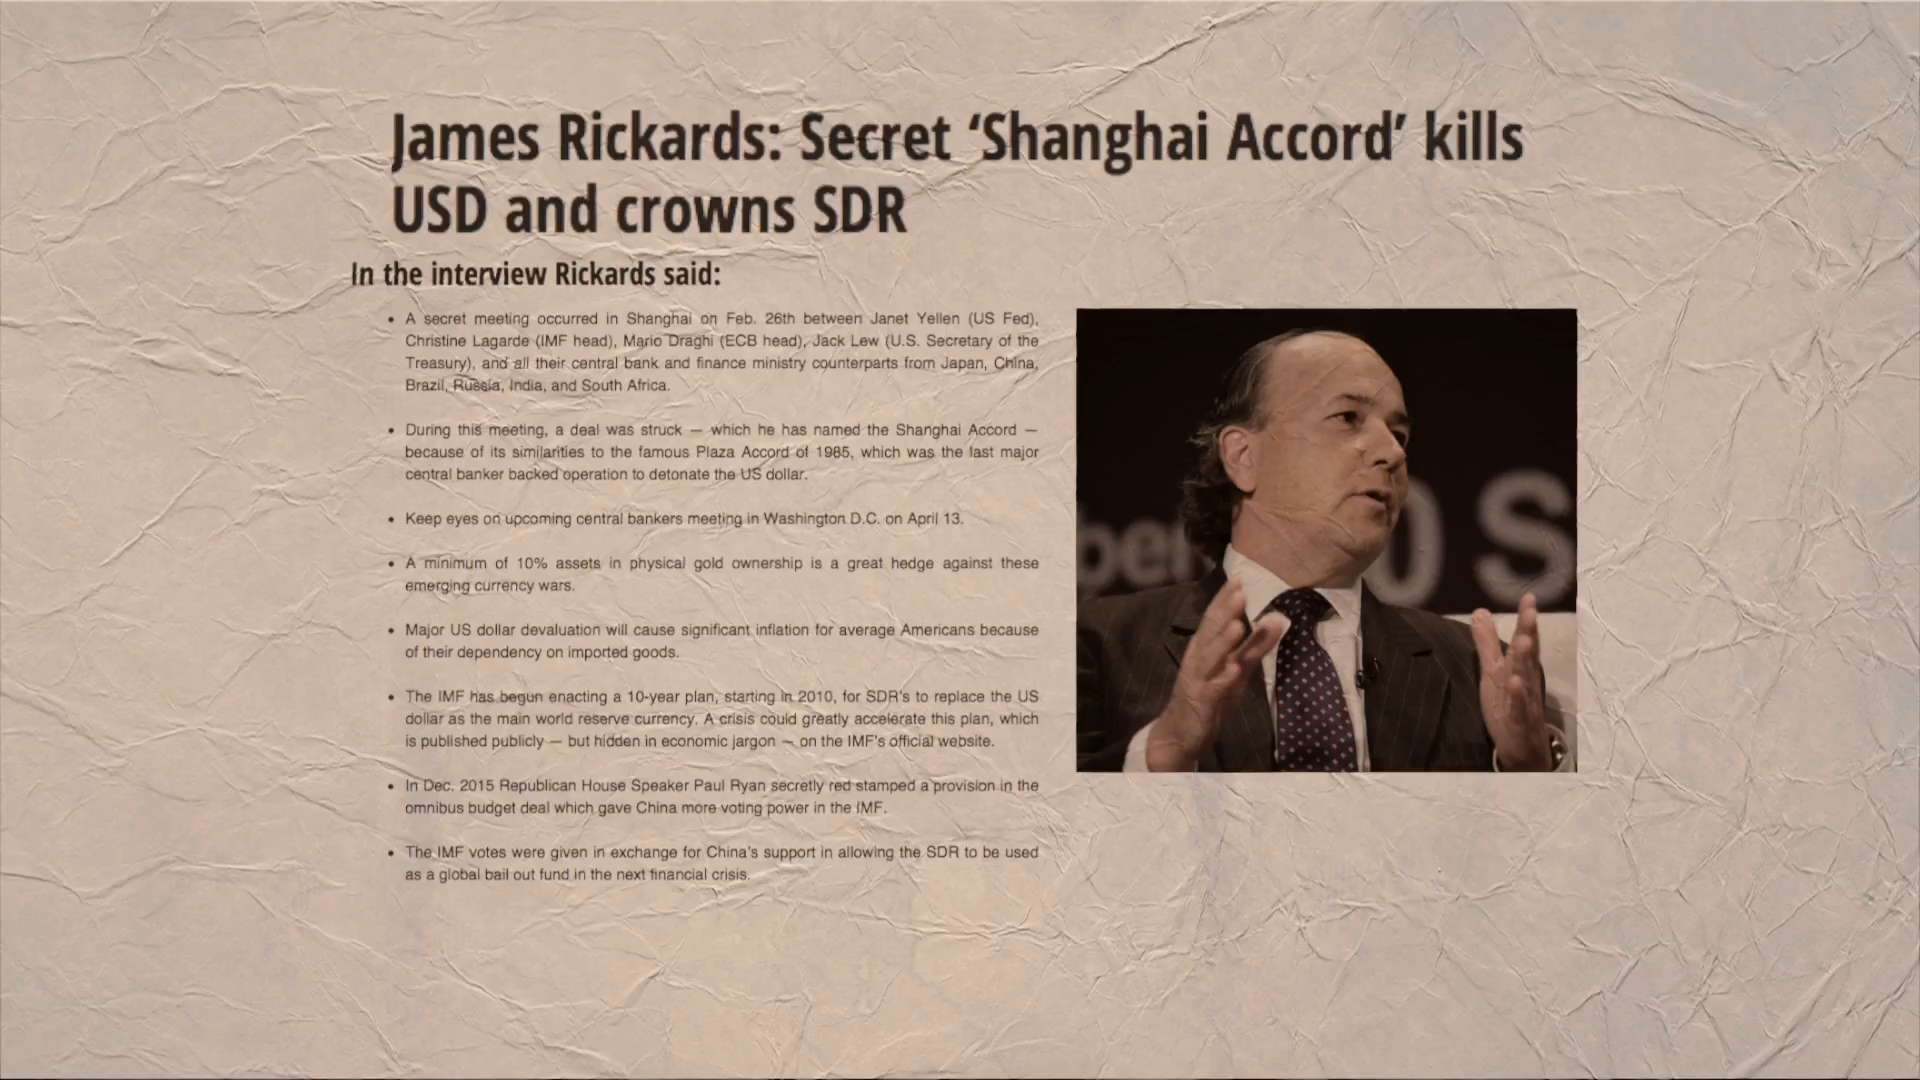 James Rickards: Secret ‘Shanghai Accord’ kills
USD and crowns SDR
In the interview Rickards said:
• A secret meeting occurred in Shanghai on Feb. 26th between Janet Yellen (US Fed),
Christine Lagarde (IMF head), Mario Draghi (ECB head), Jack Lew (U.S. Secretary of the
Treasury), and all their central bank and finance ministry counterparts from Japan, China,
Brazil, Russia, India, and South Africa.
• During this meeting, a deal was struck — which he has named the Shanghai Accord —
because of its similarities to the famous Plaza Accord of 1985, which was the last major
central banker backed operation to detonate the US dollar.
• Keep eyes on upcoming central bankers meeting in Washington D.C. on April 13.
• A minimum of 10% assets in physical gold ownership is a great hedge against these
emerging currency wars.
• Major US dollar devaluation will cause significant inflation for average Americans because
of their dependency on imported goods.
• The IMF has begun enacting a 10-year plan, starting in 2010, for SDR's to replace the US
dollar as the main world reserve currency. A crisis could greatly accelerate this plan, which
is published publicly — but hidden in economic jargon — on the IMF's official website.
• In Dec. 2015 Republican House Speaker Paul Ryan secretly red stamped a provision in the
omnibus budget deal which gave China more voting power in the IMF.
• The IMF votes were given in exchange for China's support in allowing the SDR to be used
as a global bail out fund in the next financial crisis.